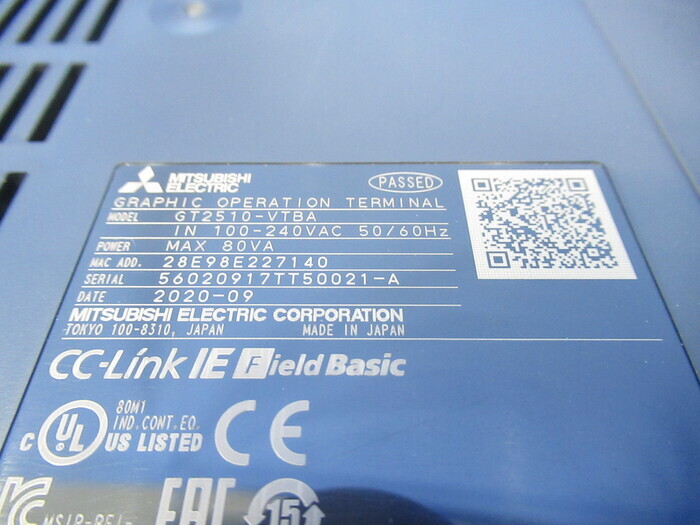 MITSUBISHI
ELECTRIC
PASSED
GRAPHIC OPERATION TERMINAL
MODEL GT2510-VTBA
IN 100-240VAC 50/60Hz
POWER MAX 80VA
MAC ADD. 28E98E227140
SERIAL 56020917TT50021-A
DATE 2020-09
MITSUBISHI ELECTRIC CORPORATION
TOKYO 100-8310, JAPAN MADE IN JAPAN
CC-Link IE Field Basic
80M1
IND.CONT.EQ.
C UL US LISTED
CE
EAC
15